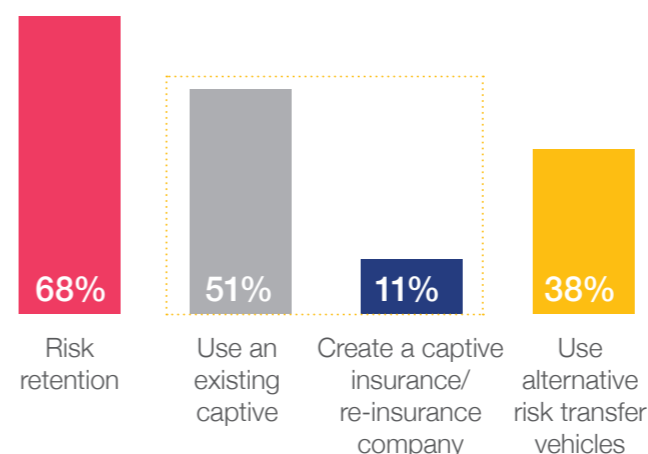 68%
51%
11%
38%
Risk
retention
Use an
existing
captive
Create a captive
insurance/
re-insurance
company
Use
alternative
risk transfer
vehicles